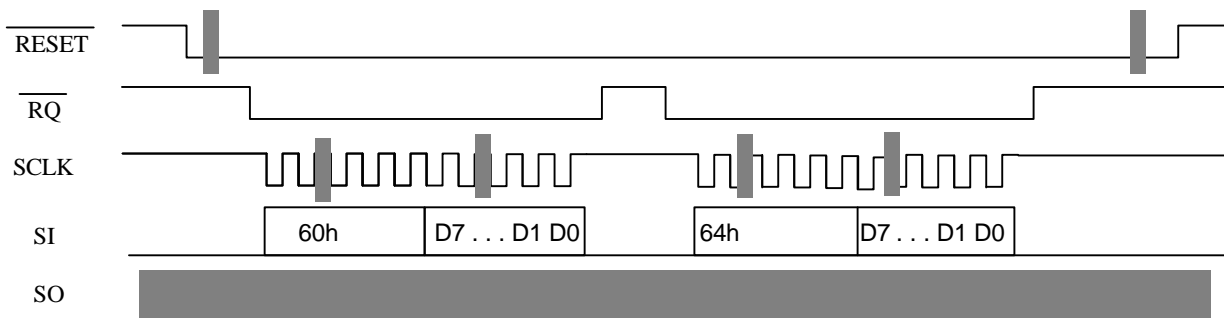 RESET
RQ
SCLK
SI 60h D7 . . . D1 D0 64h D7 . . . D1 D0
SO